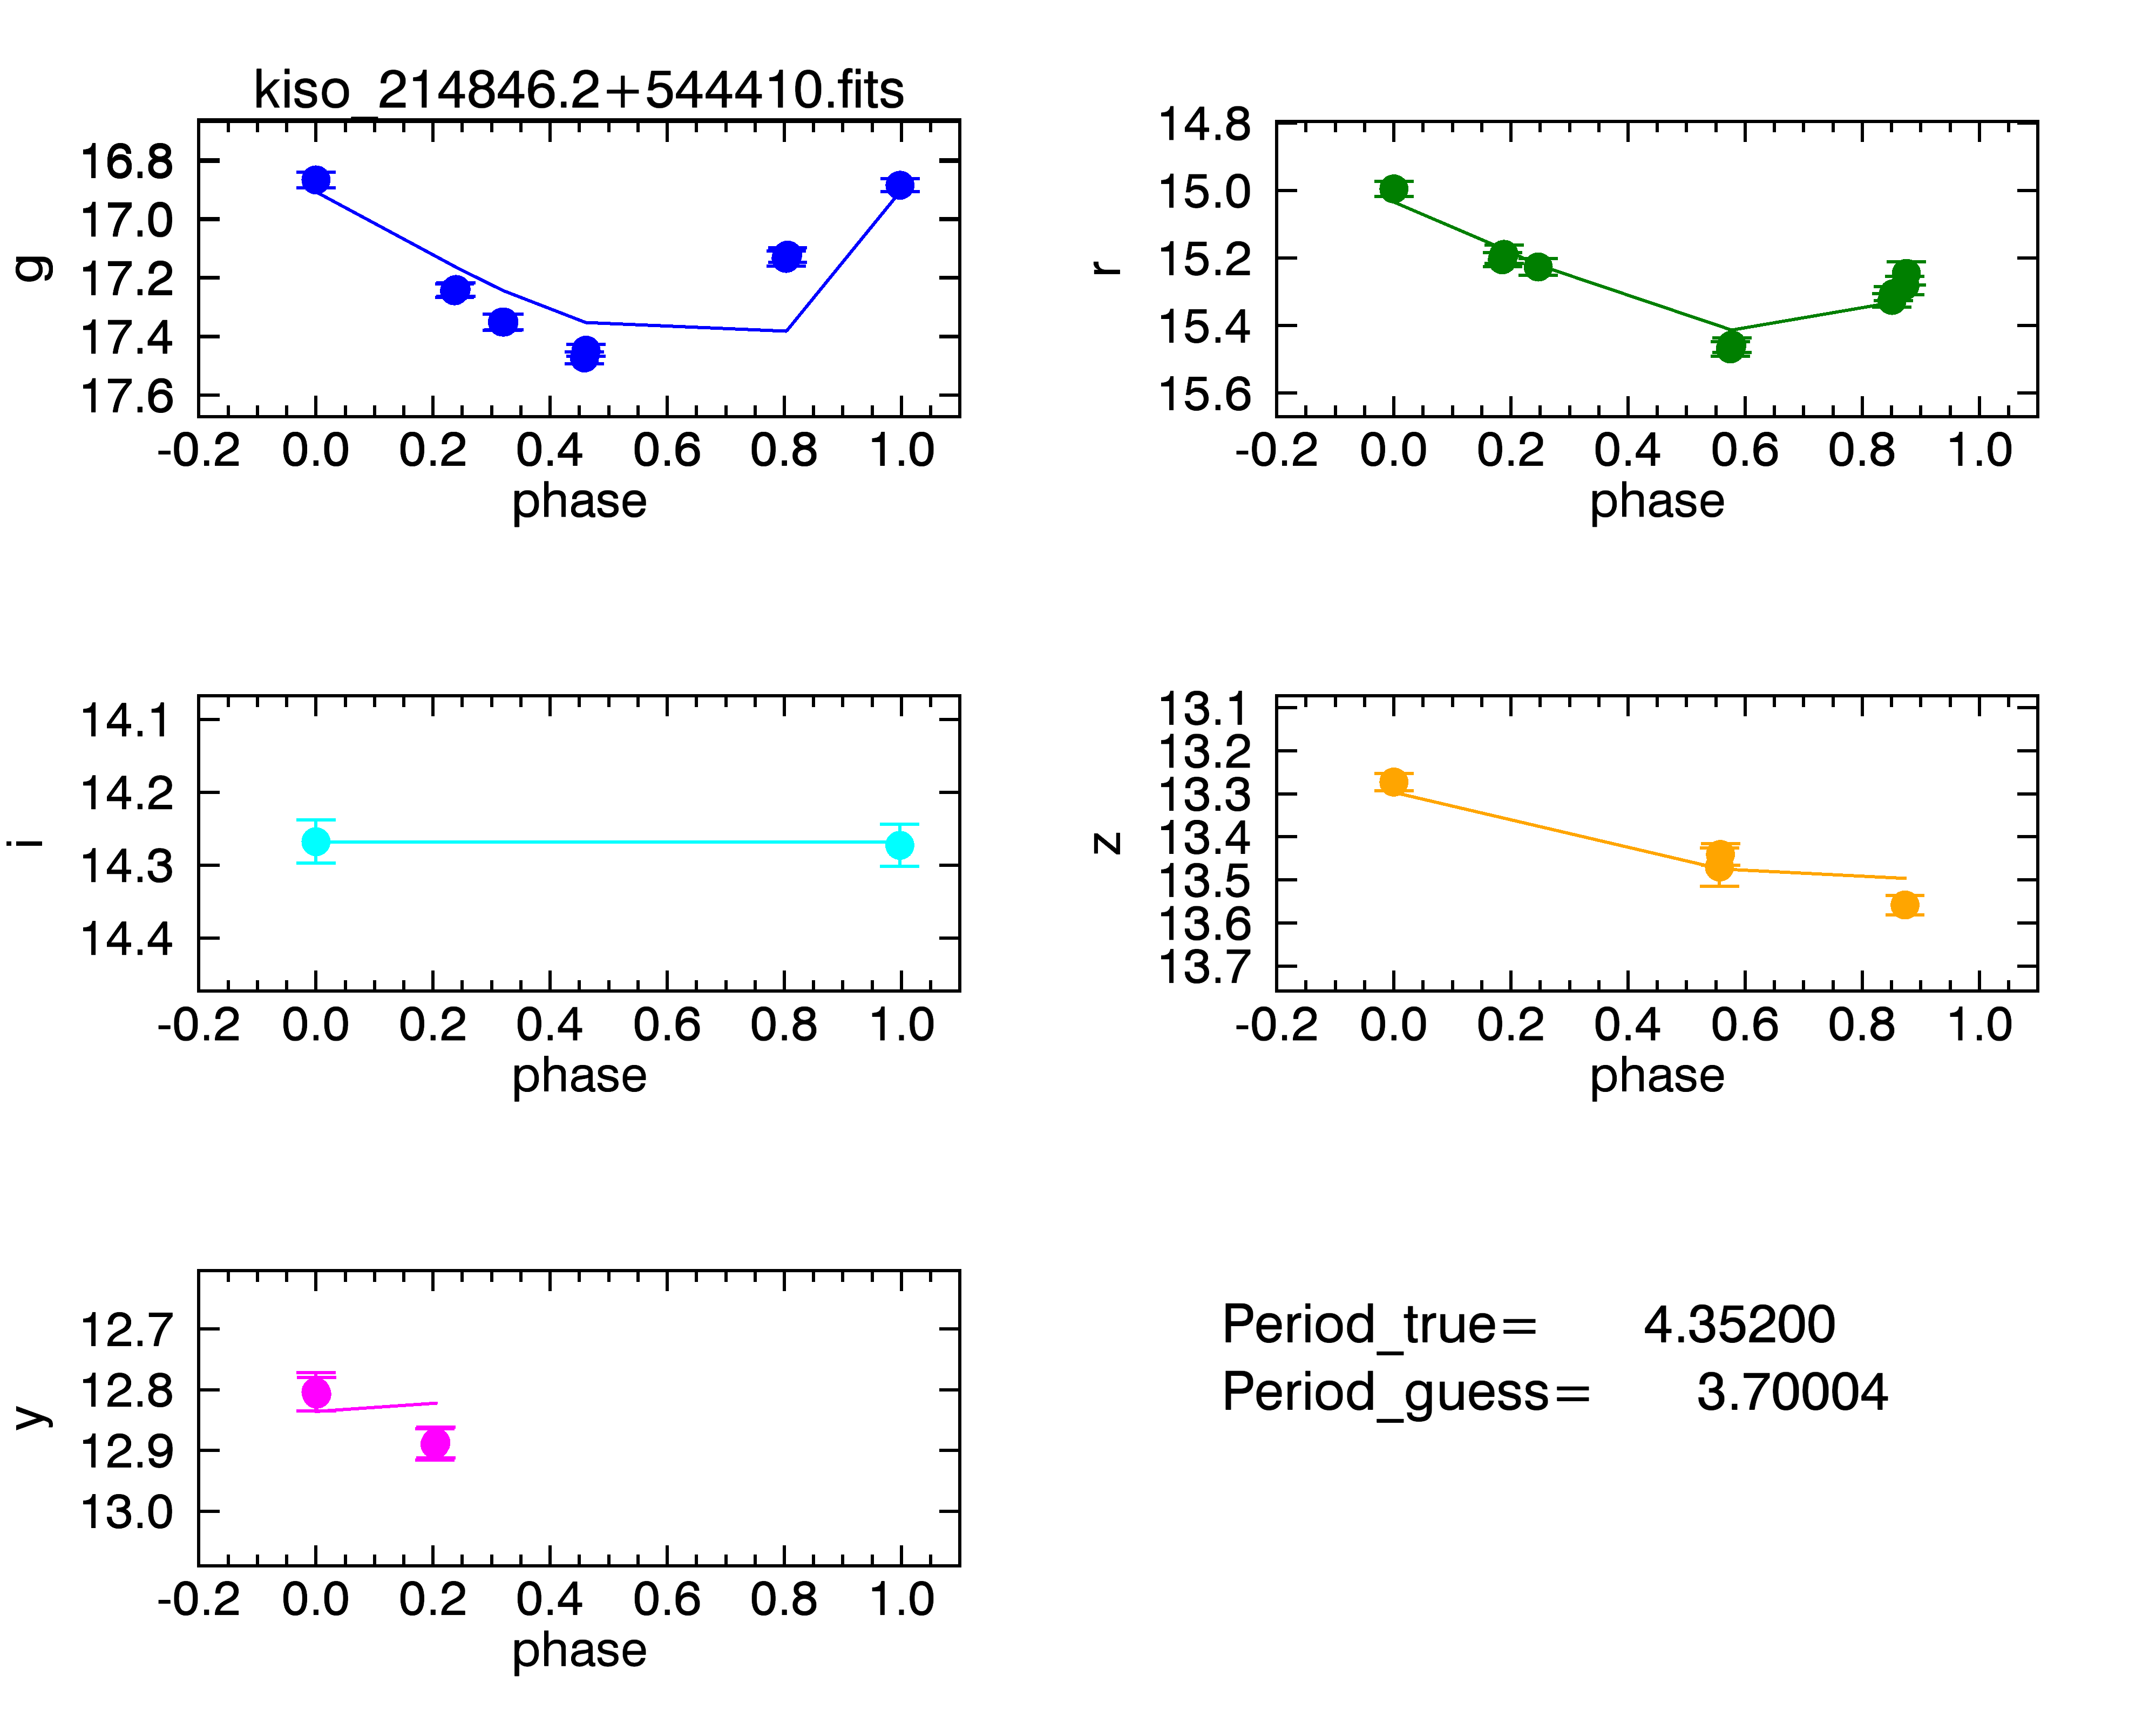 kiso_214846.2+544410.fits
g
16.8
17.0
17.2
17.4
17.6
-0.2 0.0 0.2 0.4 0.6 0.8 1.0
phase
r
14.8
15.0
15.2
15.4
15.6
-0.2 0.0 0.2 0.4 0.6 0.8 1.0
phase
i
14.1
14.2
14.3
14.4
-0.2 0.0 0.2 0.4 0.6 0.8 1.0
phase
z
13.1
13.2
13.3
13.4
13.5
13.6
13.7
-0.2 0.0 0.2 0.4 0.6 0.8 1.0
phase
y
12.7
12.8
12.9
13.0
-0.2 0.0 0.2 0.4 0.6 0.8 1.0
phase
Period_true= 4.35200
Period_guess= 3.70004